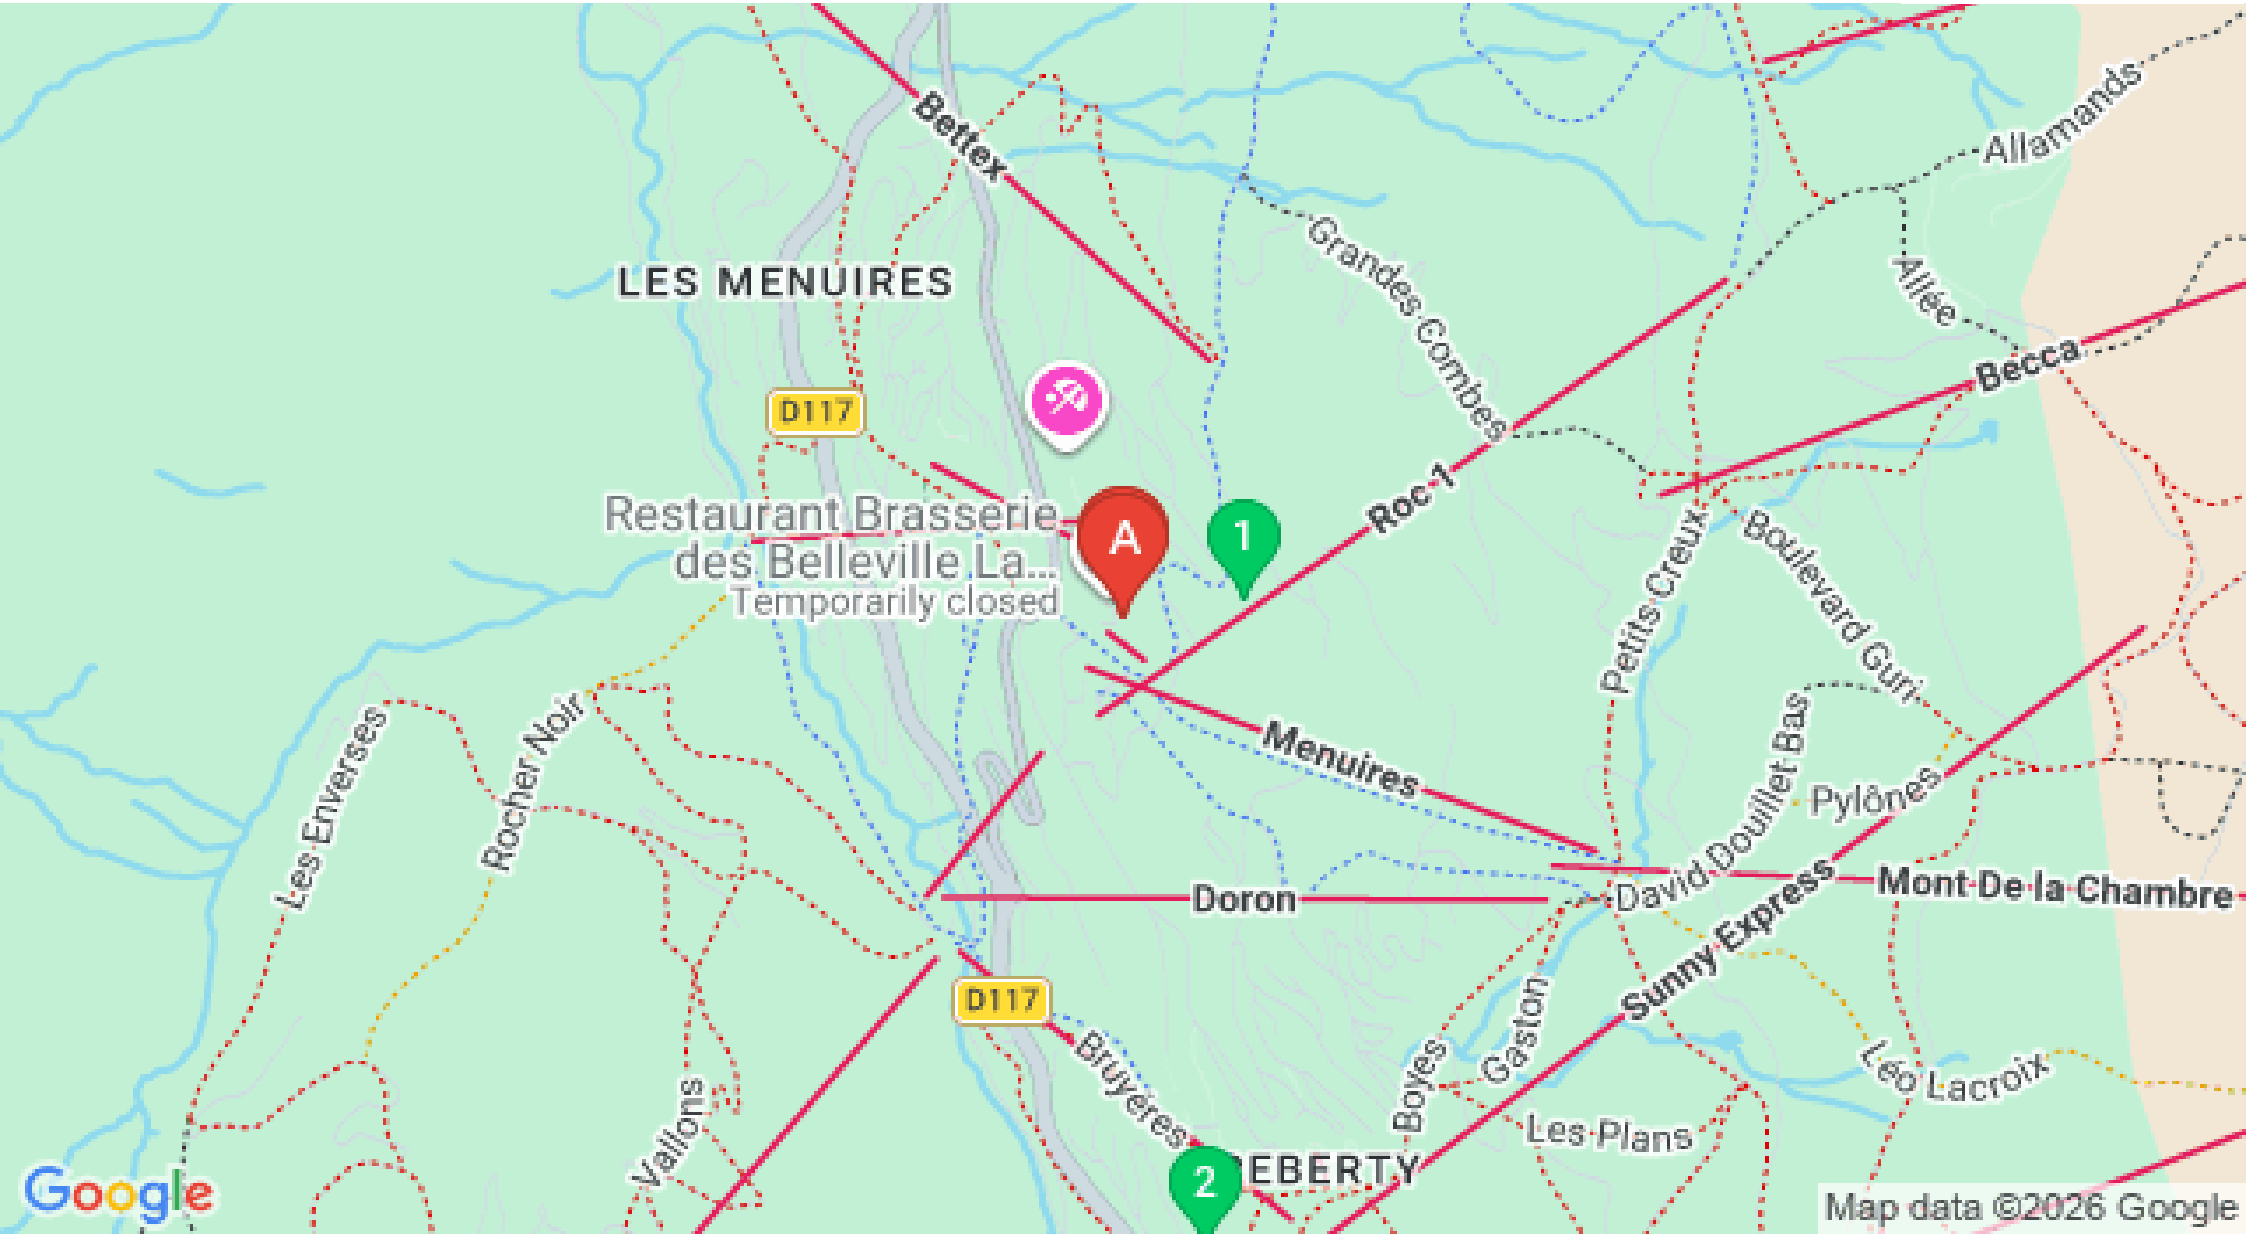 Bettex
Allamands
Grandes Combes
Allée
LES MENUIRES
Becca
D117
Roc 1
Restaurant Brasserie
des Belleville La...
Temporarily closed
A
1
Petits Creux
Boulevard Guri
Les Enverses
Rocher Noir
Menuires
David Douillet Bas
Pylônes
Doron
Mont De la Chambre
Sunny Express
D117
Bruyères
Gaston
Boyes
Léo Lacroix
Les Plans
Vallons
2
EBERTY
Google
Map data ©2026 Google